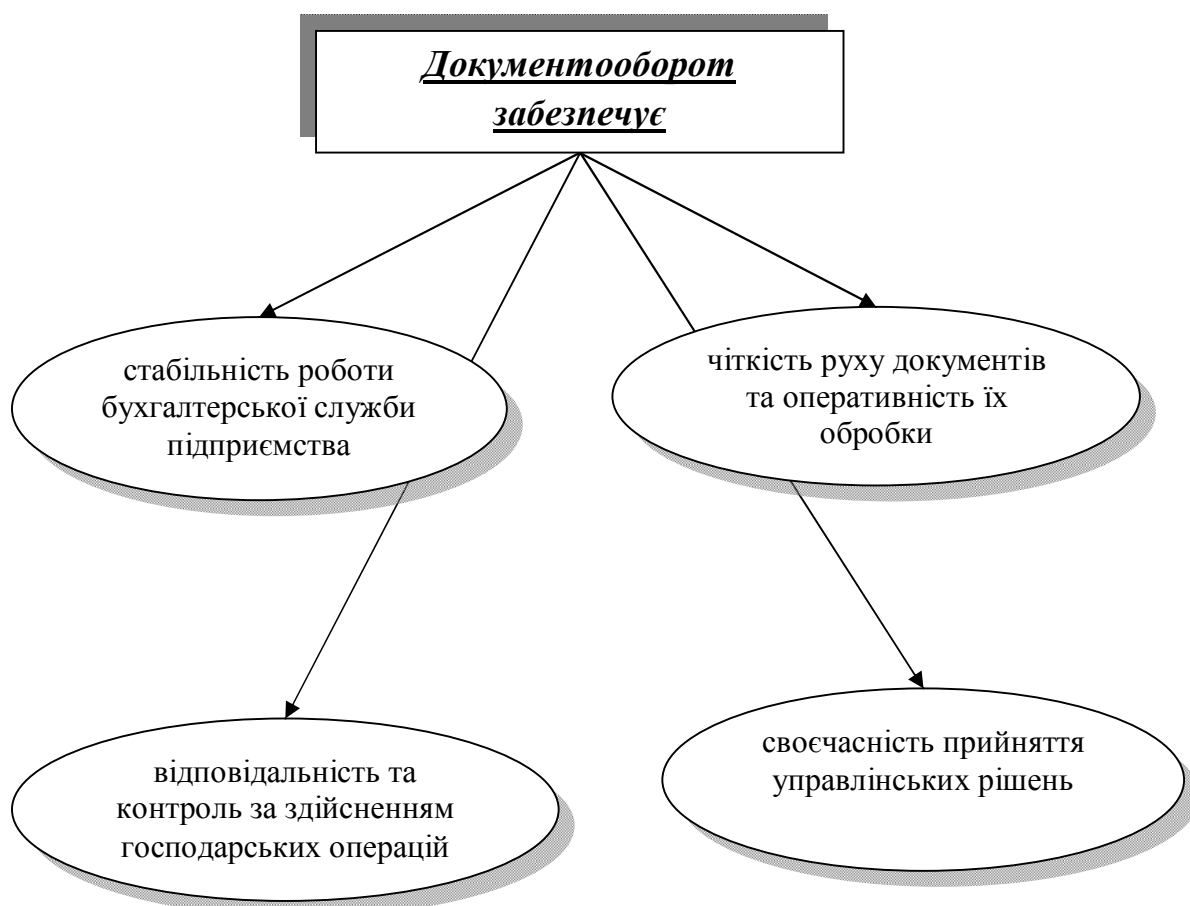 Документооборот
забезпечує
стабільність роботи
бухгалтерської служби
підприємства
чіткість руху документів
та оперативність їх
обробки
відповідальність та
контроль за здійсненням
господарських операцій
своєчасність прийняття
управлінських рішень